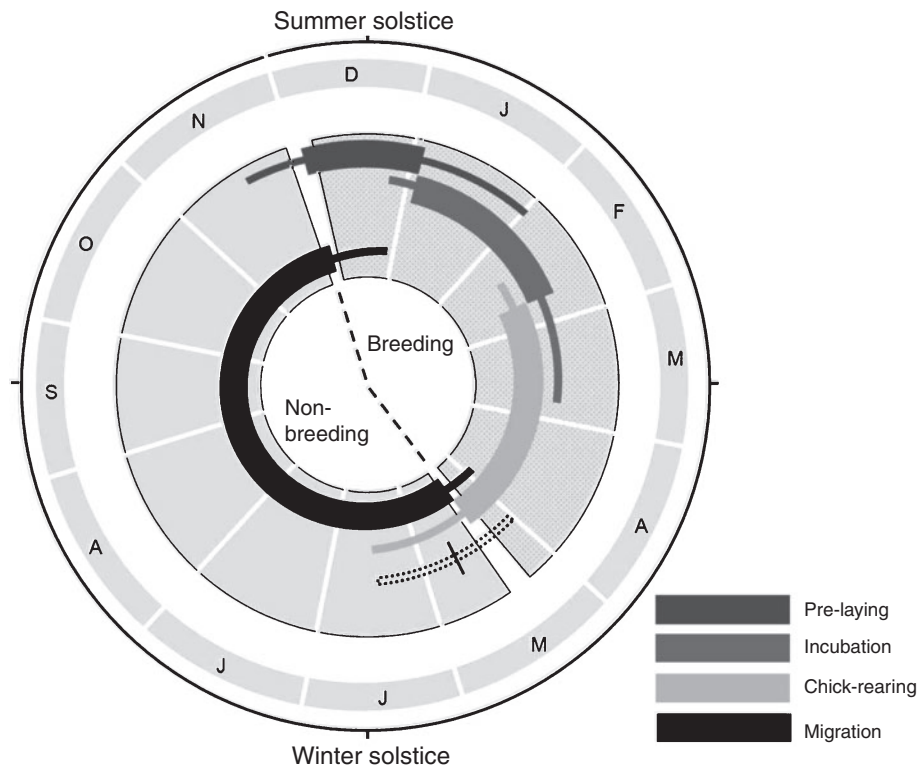 Summer solstice
D
J
F
M
A
M
J
J
A
S
O
N
Breeding
Non-
breeding
Winter solstice
Pre-laying
Incubation
Chick-rearing
Migration